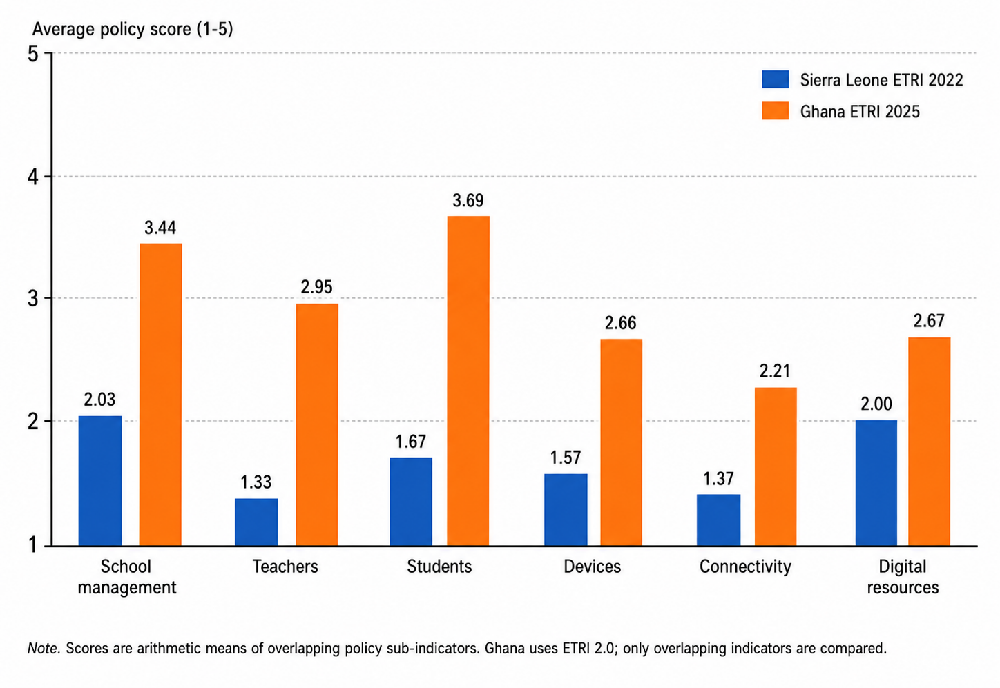 Average policy score (1-5)
5
Sierra Leone ETRI 2022
Ghana ETRI 2025
4
3.69
3.44
3
2.95
2.66
2.67
2.21
2.03
2
2.00
1.67
1.57
1.33
1.37
1
School
management
Teachers
Students
Devices
Connectivity
Digital
resources
Note. Scores are arithmetic means of overlapping policy sub-indicators. Ghana uses ETRI 2.0; only overlapping indicators are compared.